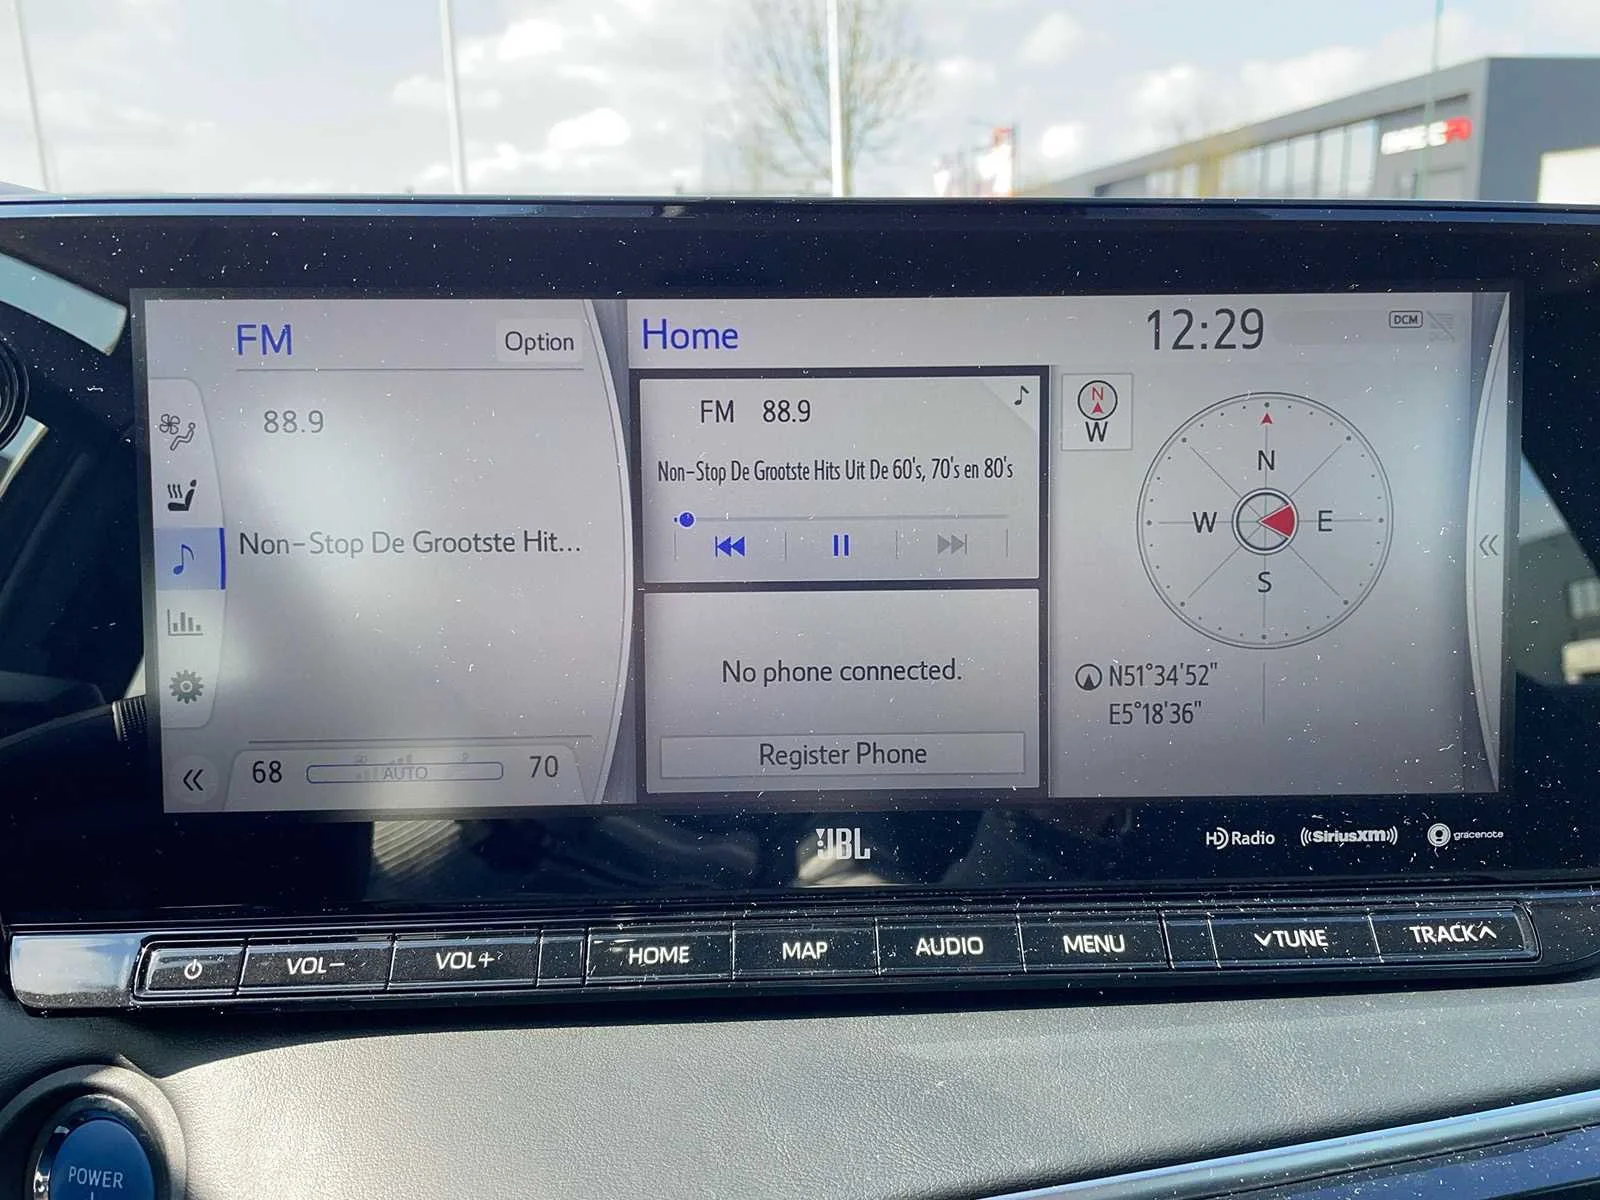 FM
Option
88.9
Non-Stop De Grootste Hit...
68
AUTO
70
Home
12:29
DCM
FM 88.9
Non-Stop De Grootste Hits Uit De 60's, 70's en 80's
No phone connected.
Register Phone
N
W
N
W
E
S
N51°34'52"
E5°18'36"
JBL
HD Radio
SiriusXM
gracenote
VOL-
VOL+
HOME
MAP
AUDIO
MENU
TUNE
TRACK
POWER